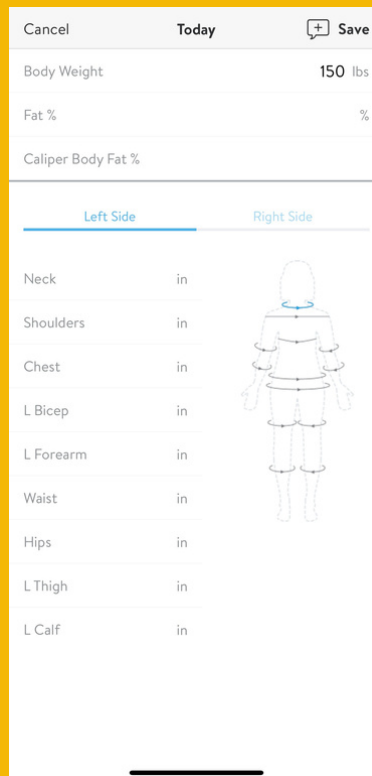 Cancel Today Save
Body Weight 150 lbs
Fat % %
Caliper Body Fat %
Left Side Right Side
Neck in
Shoulders in
Chest in
L Bicep in
L Forearm in
Waist in
Hips in
L Thigh in
L Calf in